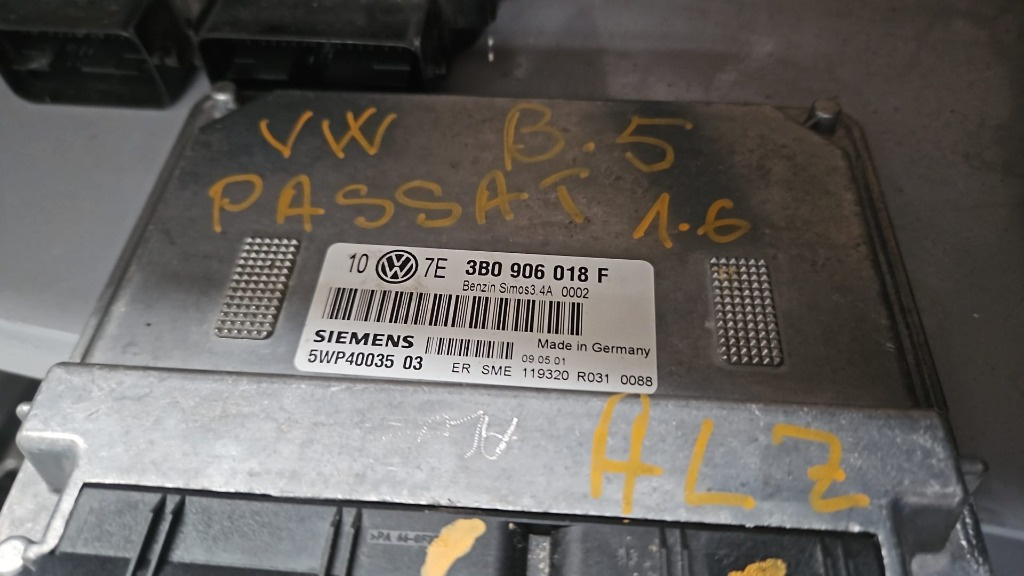 VW B.5
PASSAT 1.6
10 7E 3B0 906 018 F
Benzin Simos3.4A 0002
SIEMENS Made in Germany
5WP40035 03 09.05.01
ER SME 119320 R031 0088
ALZ